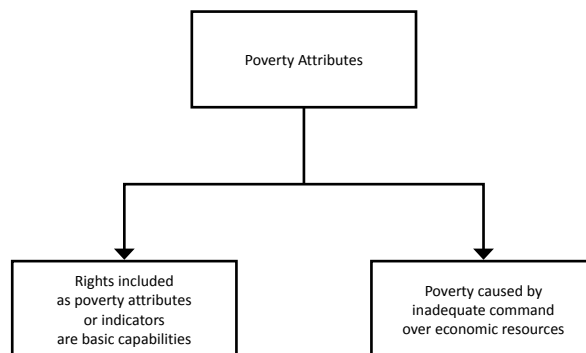 Poverty Attributes
Rights included
as poverty attributes
or indicators
are basic capabilities
Poverty caused by
inadequate command
over economic resources